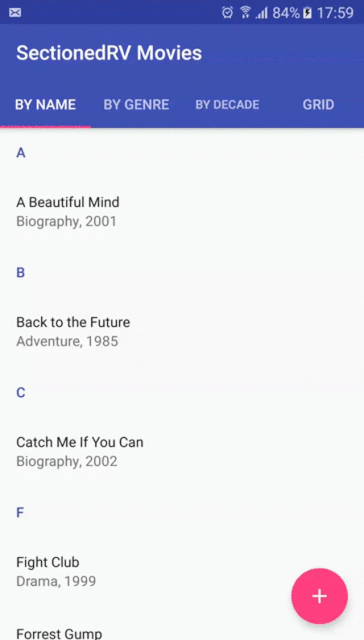 84% 17:59
SectionedRV Movies
BY NAME BY GENRE BY DECADE GRID
A
A Beautiful Mind
Biography, 2001
B
Back to the Future
Adventure, 1985
C
Catch Me If You Can
Biography, 2002
F
Fight Club
Drama, 1999
Forrest Gump